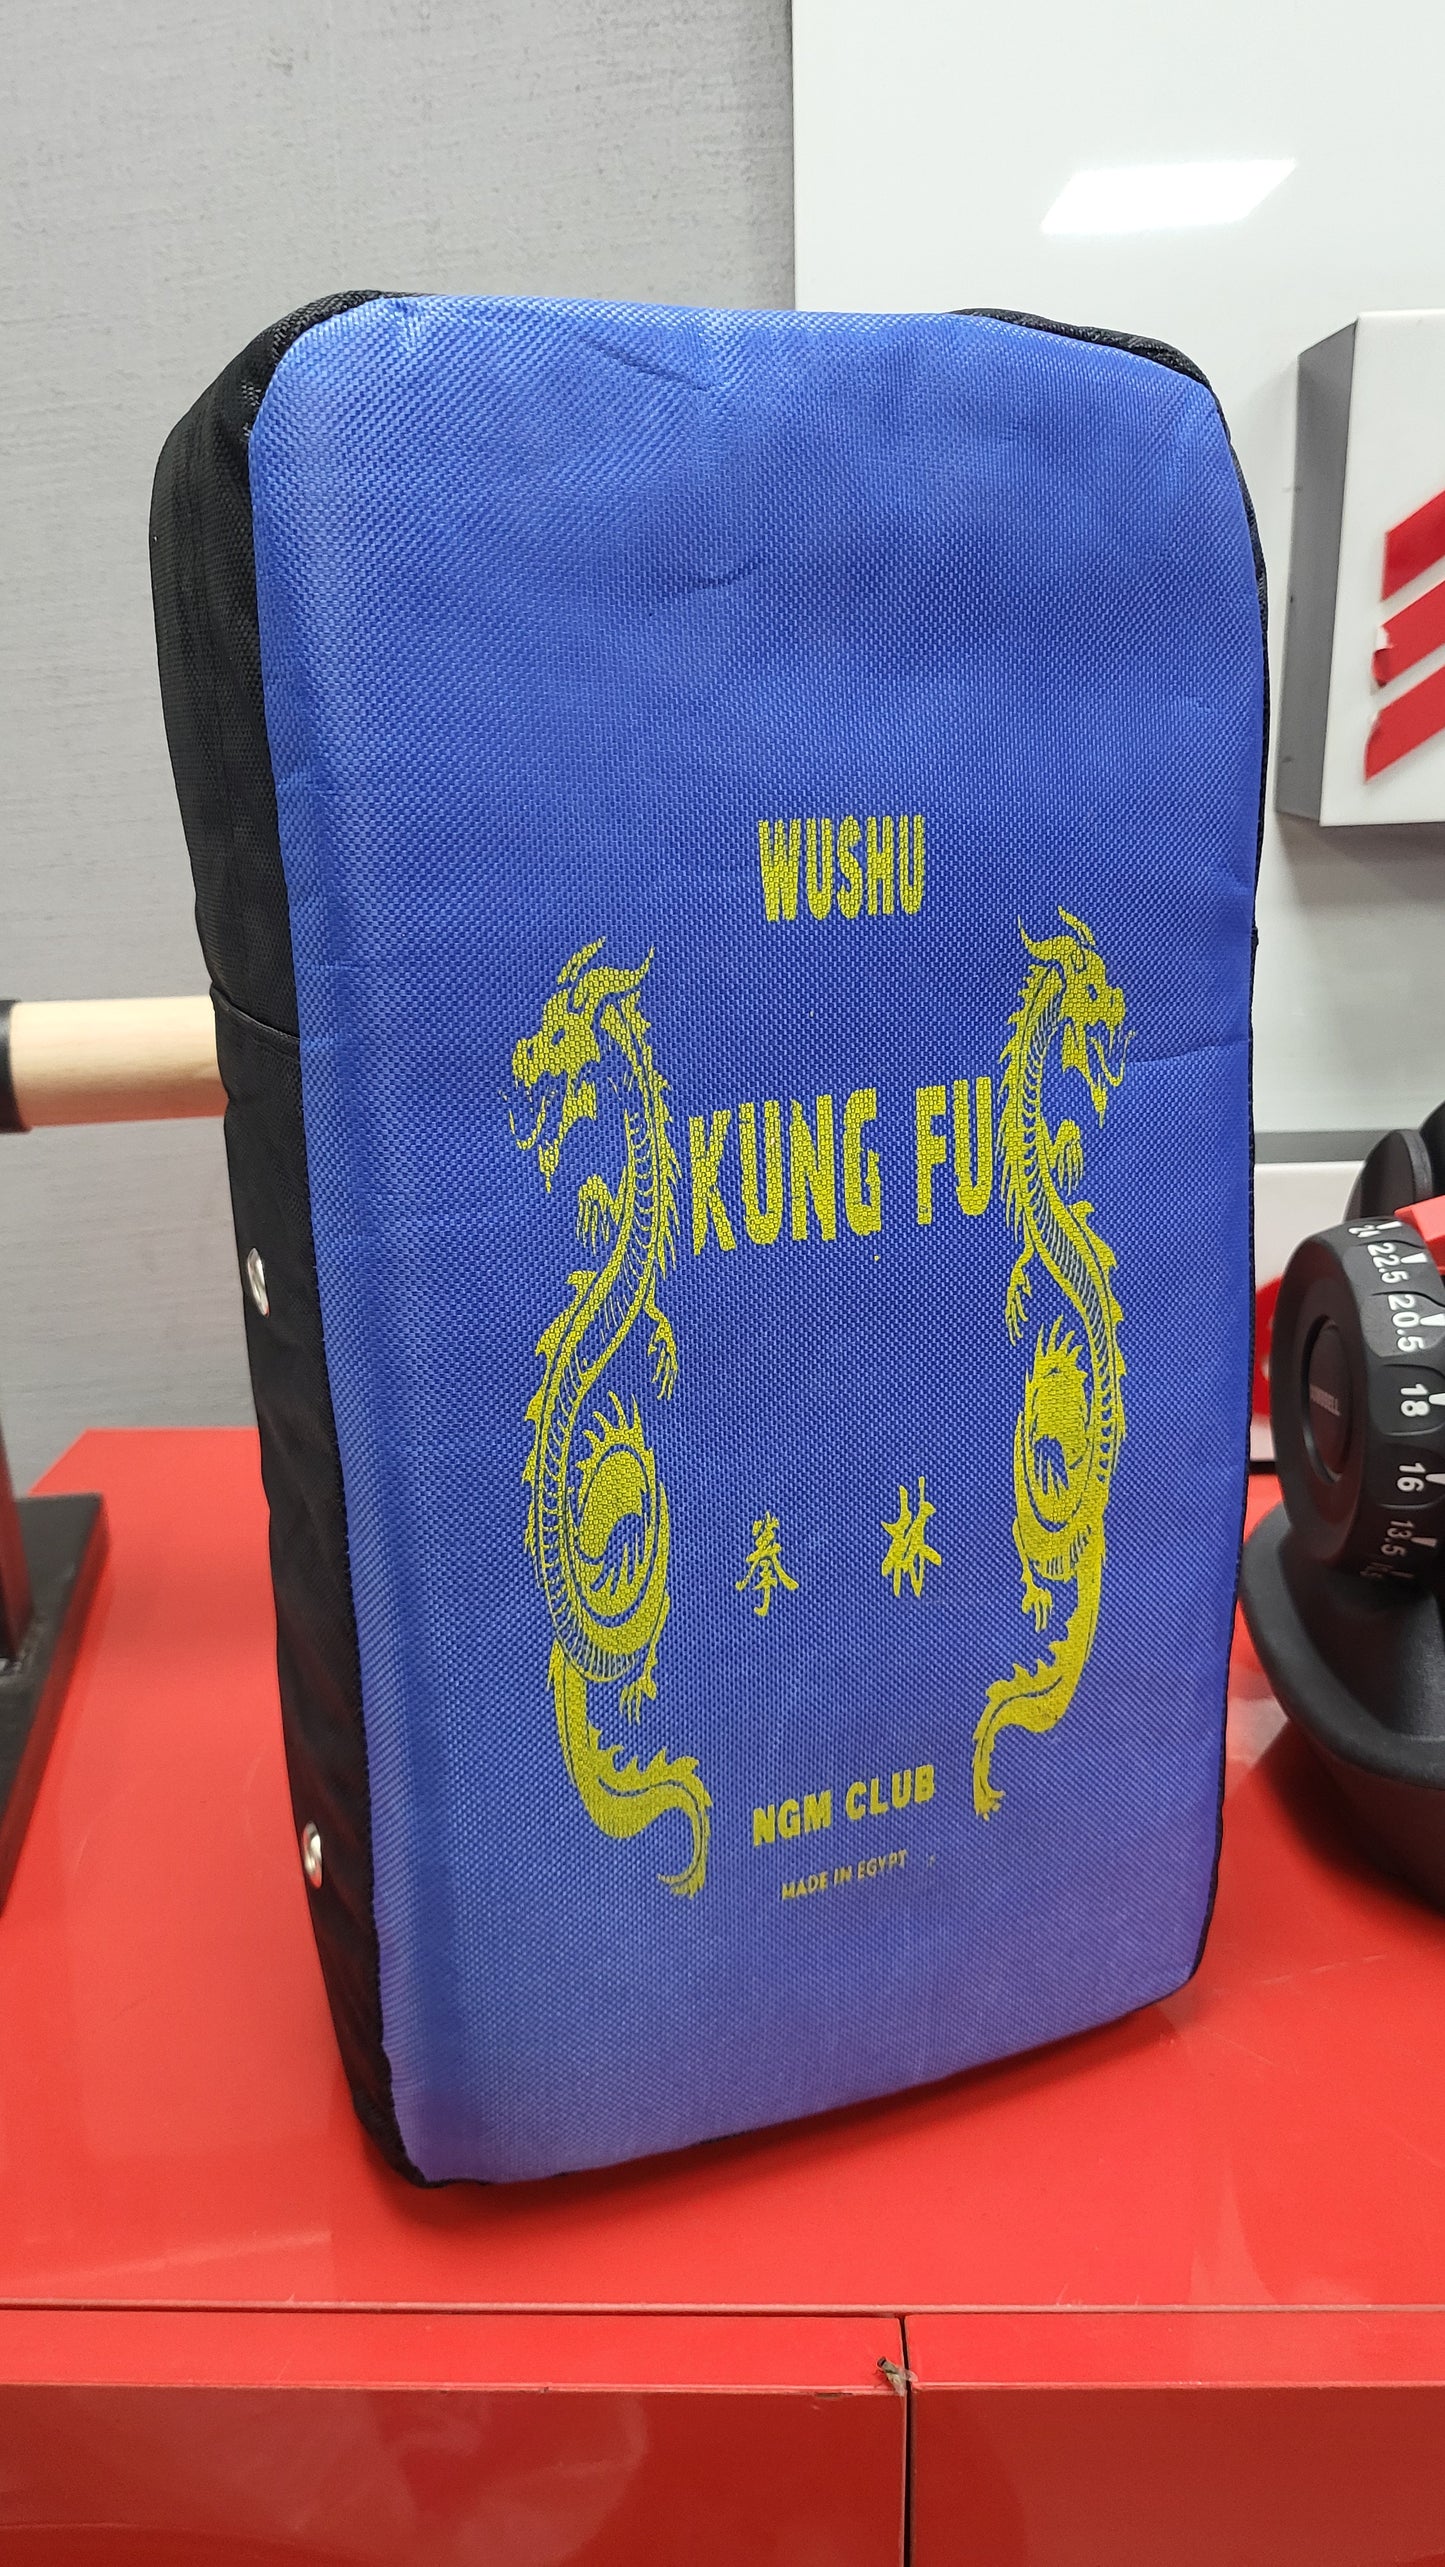 WUSHU
KUNG FU
拳 林
NGM CLUB
MADE IN EGYPT
22.5
20.5
18
16
13.5